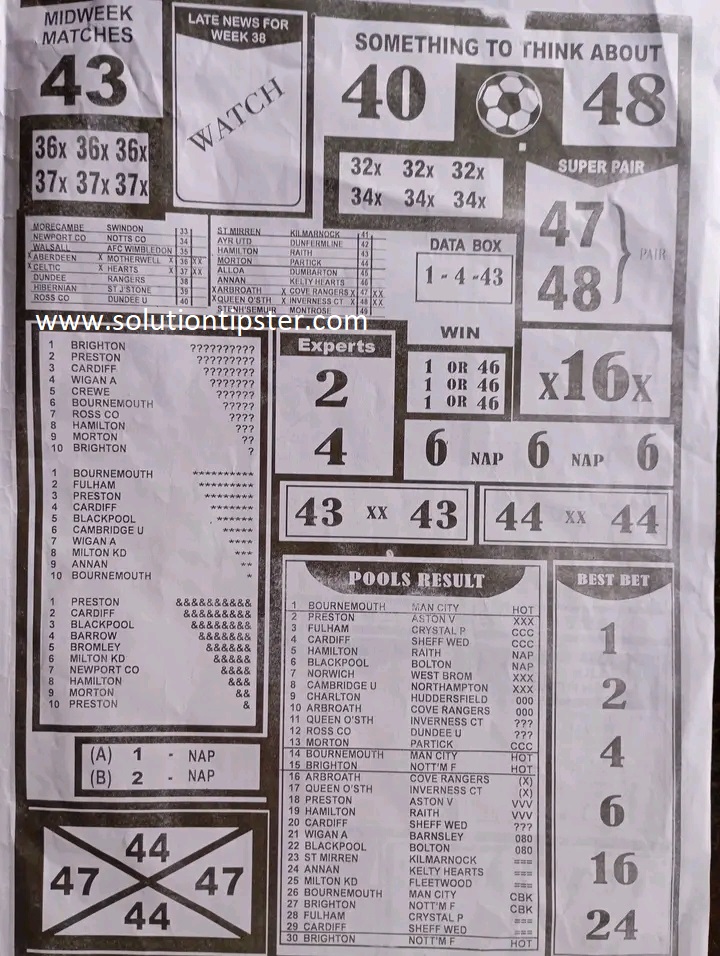 MIDWEEK
MATCHES
43
36x 36x 36x
37x 37x 37x
LATE NEWS FOR
WEEK 38
WATCH
SOMETHING TO THINK ABOUT
40 48
32x 32x 32x
34x 34x 34x
SUPER PAIR
47
48
PAIR
MORECAMBE SWINDON 33
NEWPORT CO NOTTS CO 34
WALSALL AFC WIMBLEDON 35
X ABERDEEN X MOTHERWELL X 36 XX
X CELTIC X HEARTS X 37 XX
DUNDEE RANGERS 38
HIBERNIAN ST J'STONE 39
ROSS CO DUNDEE U 40
ST MIRREN KILMARNOCK 41
AYR UTD DUNFERMLINE 42
HAMILTON RAITH 43
MORTON PARTICK 44
ALLOA DUMBARTON 45
ANNAN KELTY HEARTS 46
X ARBROATH X COVE RANGERS X 47 XX
X QUEEN O'STH X INVERNESS CT X 48 XX
STENH'SEMUR MONTROSE 49
DATA BOX
1 - 4 -43
www.solutiontipster.com
WIN
1 OR 46
1 OR 46
1 OR 46
x16x
1 BRIGHTON ??????????
2 PRESTON ?????????
3 CARDIFF ????????
4 WIGAN A ???????
5 CREWE ??????
6 BOURNEMOUTH ?????
7 ROSS CO ????
8 HAMILTON ???
9 MORTON ??
10 BRIGHTON ?
1 BOURNEMOUTH **********
2 FULHAM *********
3 PRESTON ********
4 CARDIFF *******
5 BLACKPOOL ******
6 CAMBRIDGE U *****
7 WIGAN A ****
8 MILTON KD ***
9 ANNAN **
10 BOURNEMOUTH *
1 PRESTON &&&&&&&&&&
2 CARDIFF &&&&&&&&&
3 BLACKPOOL &&&&&&&&
4 BARROW &&&&&&&
5 BROMLEY &&&&&&
6 MILTON KD &&&&&
7 NEWPORT CO &&&&
8 HAMILTON &&&
9 MORTON &&
10 PRESTON &
Experts
2
4
6 NAP 6 NAP 6
43 xx 43
44 xx 44
(A) 1 - NAP
(B) 2 - NAP
44
47 47
44
POOLS RESULT
1 BOURNEMOUTH MAN CITY HOT
2 PRESTON ASTON V XXX
3 FULHAM CRYSTAL P CCC
4 CARDIFF SHEFF WED CCC
5 HAMILTON RAITH NAP
6 BLACKPOOL BOLTON NAP
7 NORWICH WEST BROM XXX
8 CAMBRIDGE U NORTHAMPTON XXX
9 CHARLTON HUDDERSFIELD 000
10 ARBROATH COVE RANGERS 000
11 QUEEN O'STH INVERNESS CT ???
12 ROSS CO DUNDEE U ???
13 MORTON PARTICK CCC
14 BOURNEMOUTH MAN CITY HOT
15 BRIGHTON NOTT'M F HOT
16 ARBROATH COVE RANGERS (X)
17 QUEEN O'STH INVERNESS CT (X)
18 PRESTON ASTON V VVV
19 HAMILTON RAITH VVV
20 CARDIFF SHEFF WED ???
21 WIGAN A BARNSLEY 080
22 BLACKPOOL BOLTON 080
23 ST MIRREN KILMARNOCK ===
24 ANNAN KELTY HEARTS ===
25 MILTON KD FLEETWOOD ===
26 BOURNEMOUTH MAN CITY CBK
27 BRIGHTON NOTT'M F CBK
28 FULHAM CRYSTAL P ===
29 CARDIFF SHEFF WED ===
30 BRIGHTON NOTT'M F HOT
BEST BET
1
2
4
6
16
24